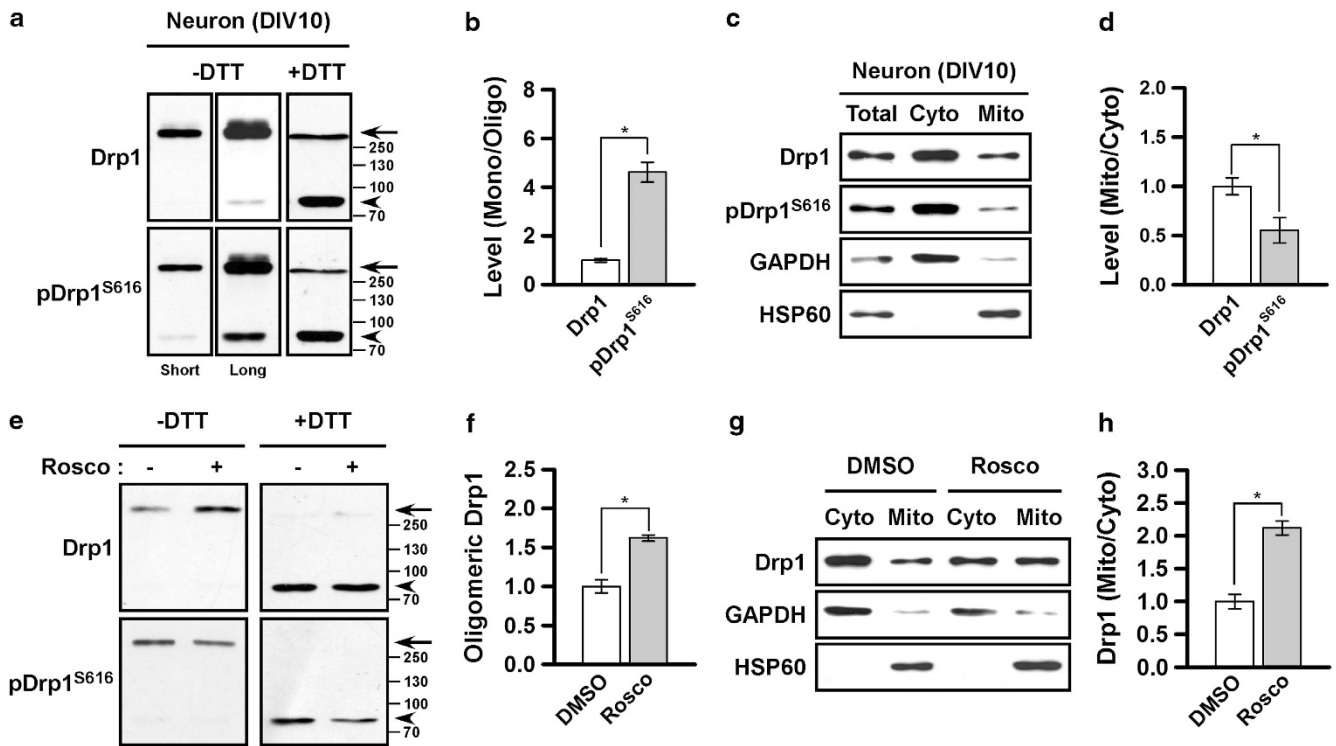 a
Neuron (DIV10)
-DTT +DTT
Drp1
250
130
100
70
pDrp1S616
250
130
100
70
Short Long
b
Level (Mono/Oligo)
8
6
4
2
0
Drp1
pDrp1S616
*
c
Neuron (DIV10)
Total Cyto Mito
Drp1
pDrp1S616
GAPDH
HSP60
d
Level (Mito/Cyto)
2.0
1.5
1.0
0.5
0.0
*
Drp1
pDrp1S616
e
-DTT +DTT
Rosco : - + - +
Drp1
250
130
100
70
pDrp1S616
250
130
100
70
f
Oligomeric Drp1
2.5
2.0
1.5
1.0
0.5
0.0
*
DMSO
Rosco
g
DMSO Rosco
Cyto Mito Cyto Mito
Drp1
GAPDH
HSP60
h
Drp1 (Mito/Cyto)
3.0
2.5
2.0
1.5
1.0
0.5
0.0
*
DMSO
Rosco